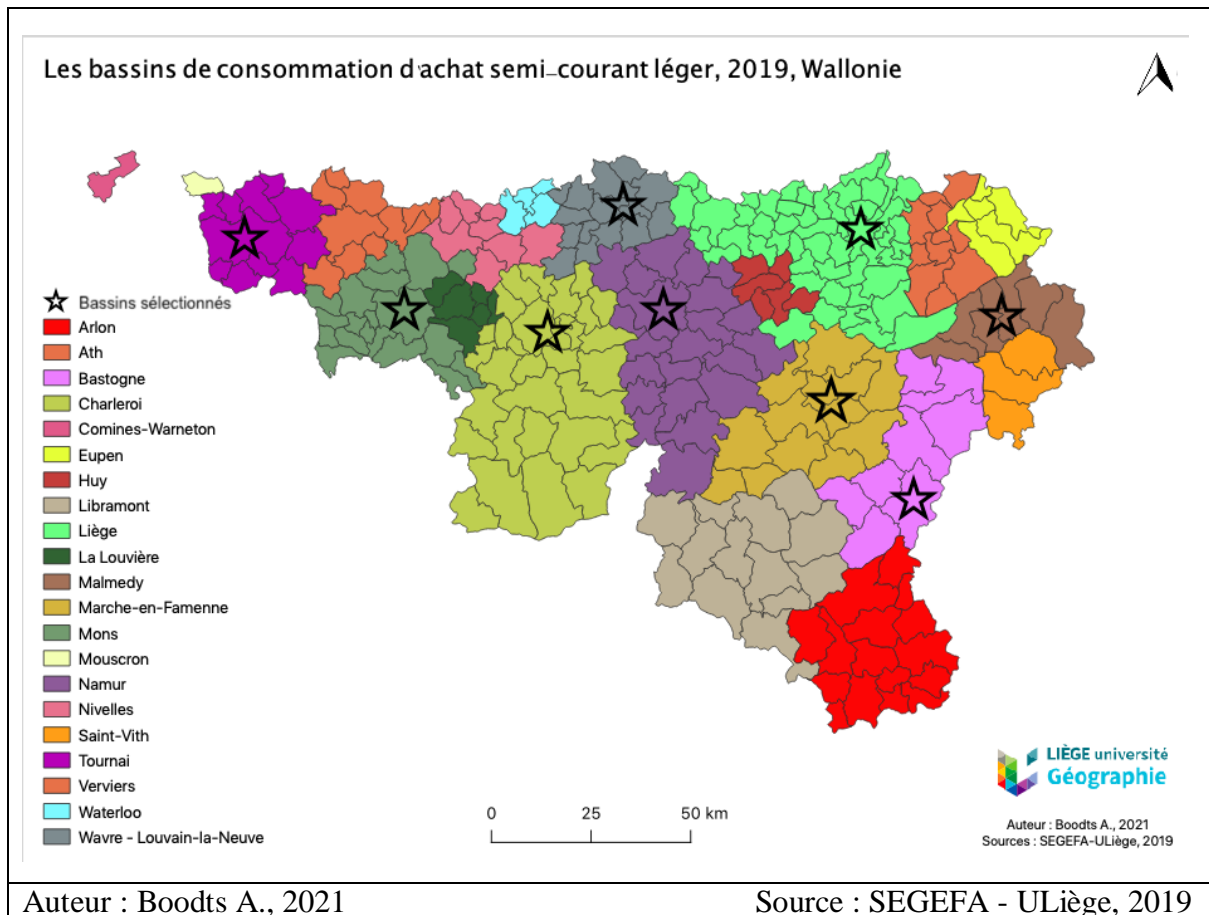 Les bassins de consommation d'achat semi-courant léger, 2019, Wallonie
Bassins sélectionnés
Arlon
Ath
Bastogne
Charleroi
Comines-Warneton
Eupen
Huy
Libramont
Liège
La Louvière
Malmedy
Marche-en-Famenne
Mons
Mouscron
Namur
Nivelles
Saint-Vith
Tournai
Verviers
Waterloo
Wavre - Louvain-la-Neuve
0 25 50 km
LIÈGE université
Géographie
Auteur : Boodts A., 2021
Sources : SEGEFA-ULiège, 2019
Auteur : Boodts A., 2021 Source : SEGEFA - ULiège, 2019